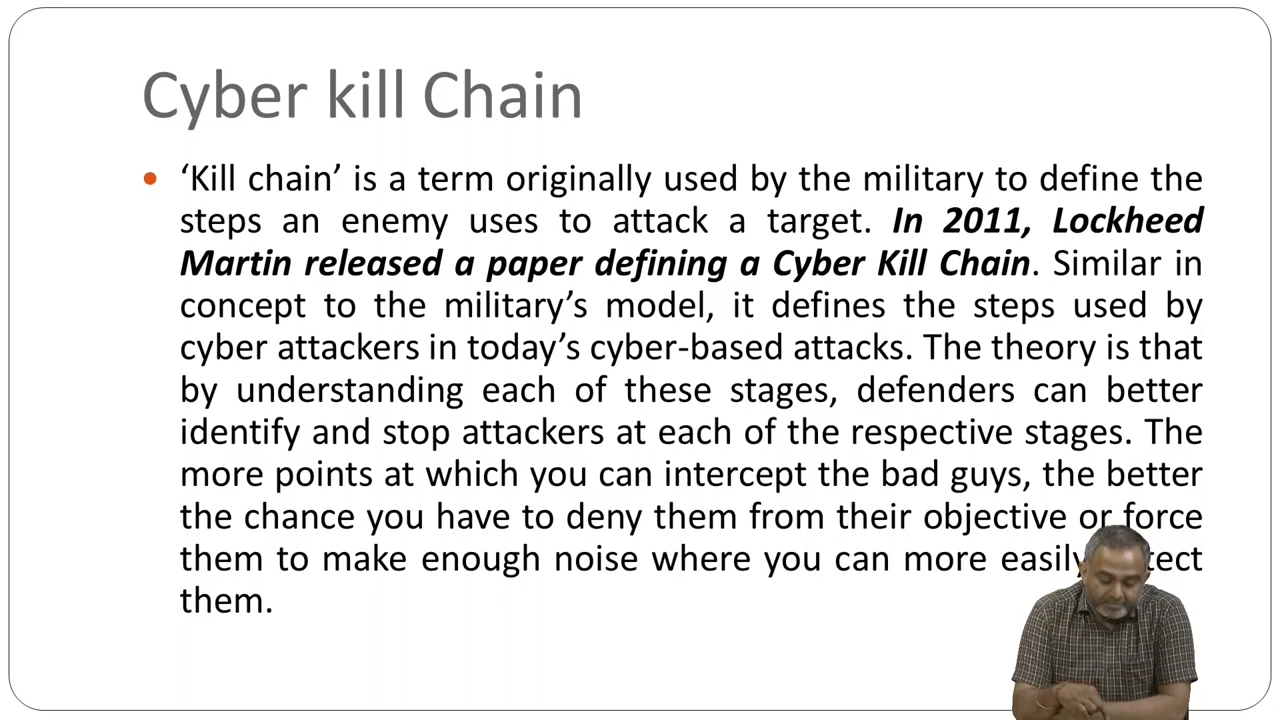 Cyber kill Chain
• ‘Kill chain’ is a term originally used by the military to define the
steps an enemy uses to attack a target. In 2011, Lockheed
Martin released a paper defining a Cyber Kill Chain. Similar in
concept to the military’s model, it defines the steps used by
cyber attackers in today’s cyber-based attacks. The theory is that
by understanding each of these stages, defenders can better
identify and stop attackers at each of the respective stages. The
more points at which you can intercept the bad guys, the better
the chance you have to deny them from their objective or force
them to make enough noise where you can more easily
them.